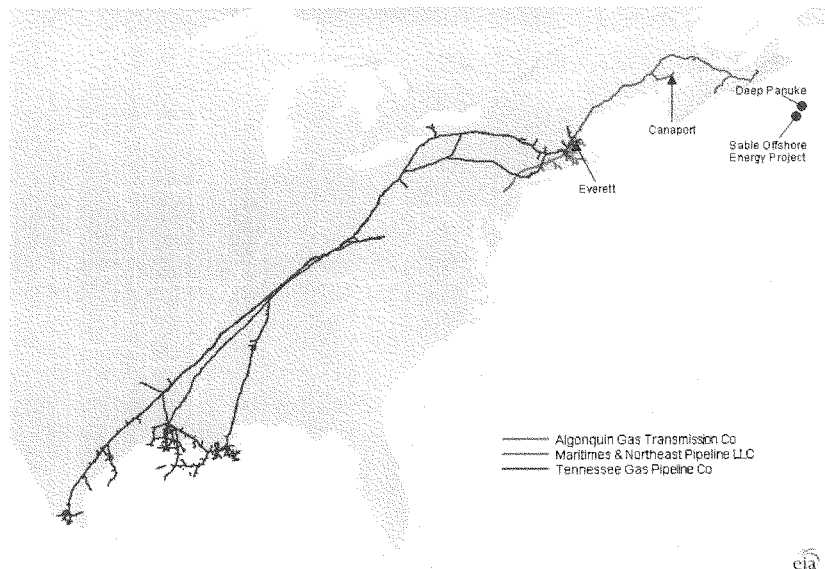 Deep Panuke
Canaport
Sable Offshore
Energy Project
Everett
Algonquin Gas Transmission Co
Maritimes & Northeast Pipeline LLC
Tennessee Gas Pipeline Co
eia